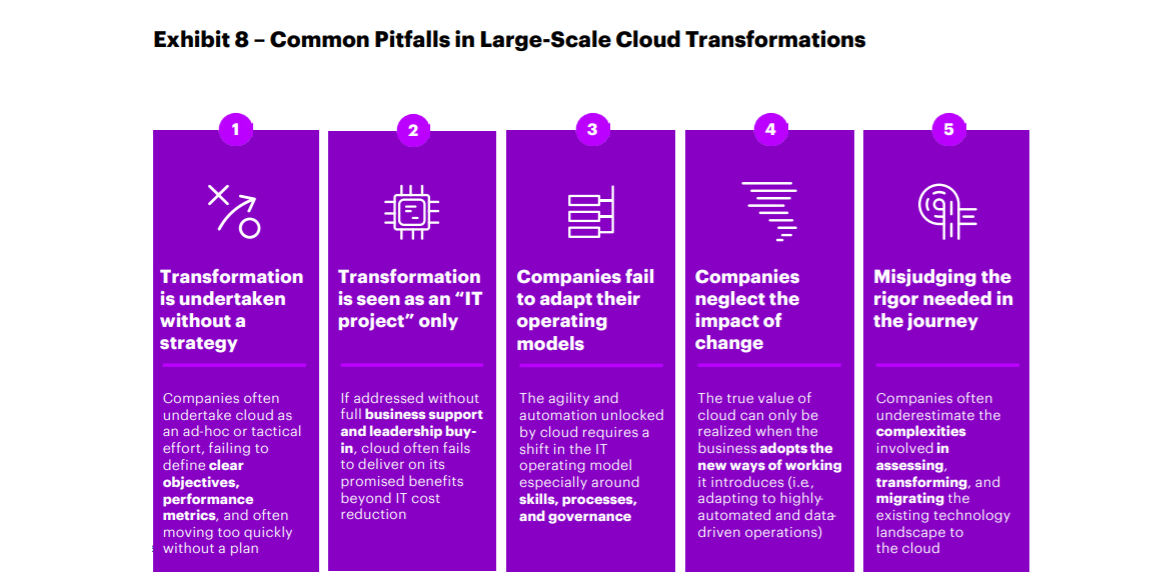 Exhibit 8 – Common Pitfalls in Large-Scale Cloud Transformations
1
Transformation
is undertaken
without a
strategy
Companies often
undertake cloud as
an ad-hoc or tactical
effort, failing to
define clear
objectives,
performance
metrics, and often
moving too quickly
without a plan
2
Transformation
is seen as an “IT
project” only
If addressed without
full business support
and leadership buy-
in, cloud often fails
to deliver on its
promised benefits
beyond IT cost
reduction
3
Companies fail
to adapt their
operating
models
The agility and
automation unlocked
by cloud requires a
shift in the IT
operating model
especially around
skills, processes,
and governance
4
Companies
neglect the
impact of
change
The true value of
cloud can only be
realized when the
business adopts the
new ways of working
it introduces (i.e.,
adapting to highly-
automated and data-
driven operations)
5
Misjudging the
rigor needed in
the journey
Companies often
underestimate the
complexities
involved in
assessing,
transforming, and
migrating the
existing technology
landscape to
the cloud